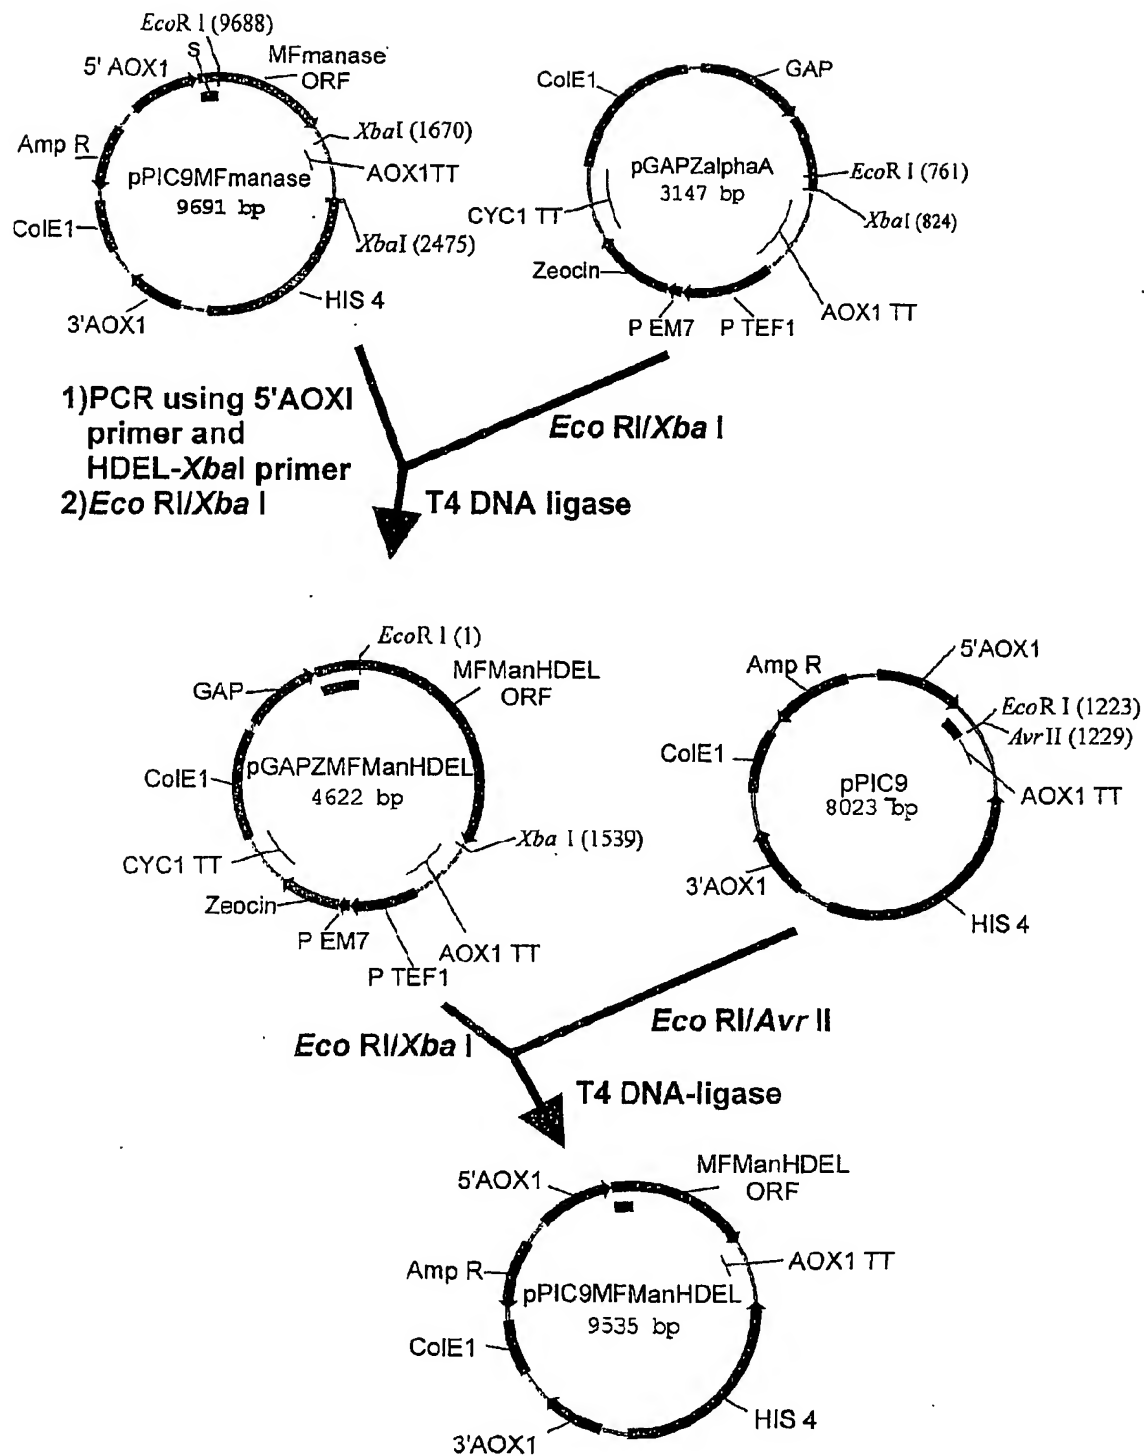 EcoR I (9688)
S
5' AOX1
MFmanase
ORF
Amp R
XbaI (1670)
AOX1TT
pPIC9MFmanase
9691 bp
ColE1
XbaI (2475)
HIS 4
3'AOX1
ColE1
GAP
pGAPZalphaA
3147 bp
EcoR I (761)
XbaI (824)
CYC1 TT
Zeocin
AOX1 TT
P EM7
P TEF1
1)PCR using 5'AOXI
primer and
HDEL-XbaI primer
2)Eco RI/Xba I
Eco RI/Xba I
T4 DNA ligase
EcoR I (1)
GAP
MFManHDEL
ORF
pGAPZMFManHDEL
4622 bp
ColE1
Xba I (1539)
CYC1 TT
Zeocin
P EM7
AOX1 TT
P TEF1
Amp R
5'AOX1
EcoR I (1223)
AvrII (1229)
ColE1
pPIC9
8023 bp
AOX1 TT
3'AOX1
HIS 4
Eco RI/Xba I
Eco RI/Avr II
T4 DNA-ligase
5'AOX1
MFManHDEL
ORF
AOX1 TT
Amp R
pPIC9MFManHDEL
9535 bp
ColE1
HIS 4
3'AOX1